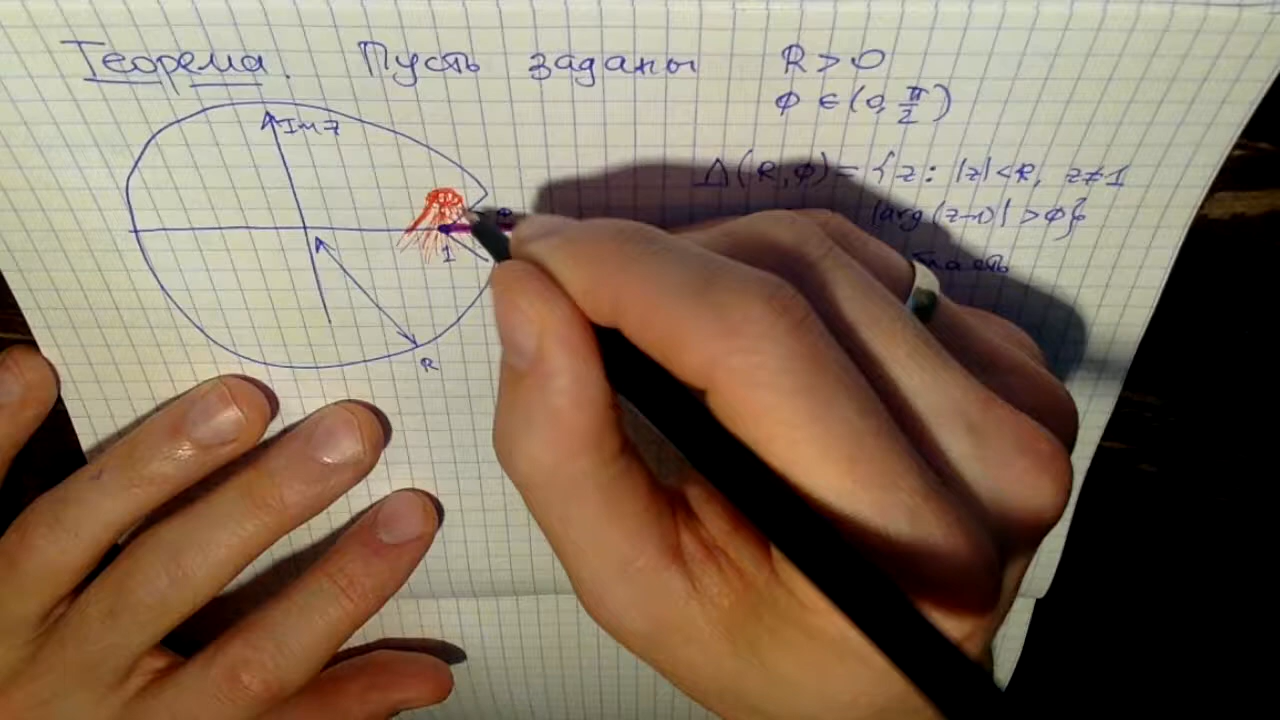 Теорема. Пусть заданы R > 0
ϕ ∈ (0, π/2)
Im z
Δ(R, ϕ) = {z: |z| < R, z ≠ 1
|arg(z-1)| > ϕ}
1
R